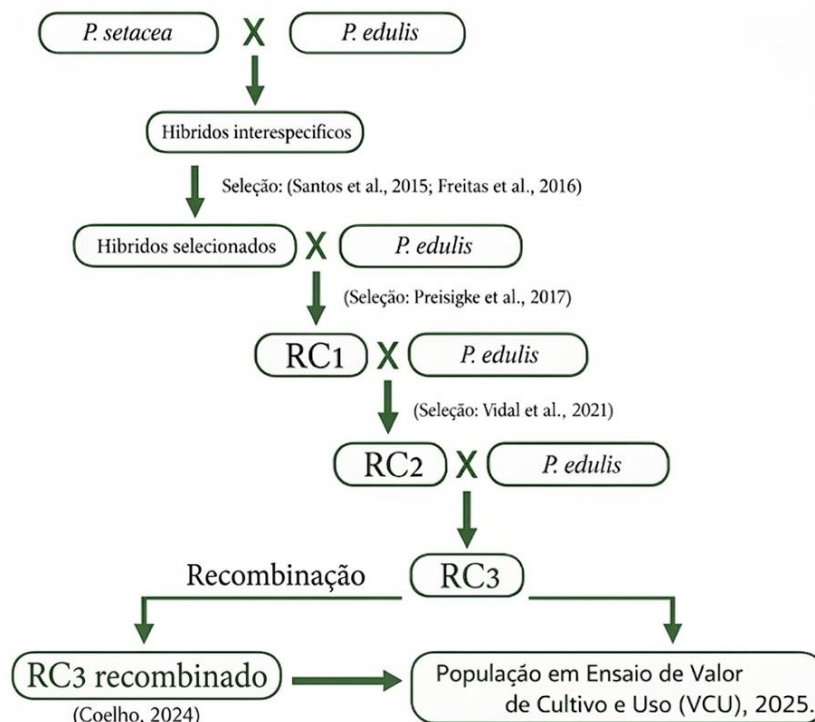 P. setacea X P. edulis
Hibridos interespecificos
Seleção: (Santos et al., 2015; Freitas et al., 2016)
Hibridos selecionados X P. edulis
(Seleção: Preisigke et al., 2017)
RC1 X P. edulis
(Seleção: Vidal et al., 2021)
RC2 X P. edulis
Recombinação RC3
RC3 recombinado
(Coelho, 2024)
População em Ensaio de Valor
de Cultivo e Uso (VCU), 2025.